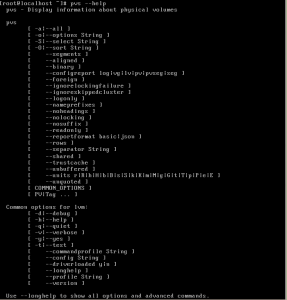 [root@localhost ~]# pvs --help
pvs - Display information about physical volumes

pvs
[ -a|--all ]
[ -o|--options String ]
[ -S|--select String ]
[ -O|--sort String ]
[ --segments ]
[ --aligned ]
[ --binary ]
[ --configreport log|vg|lv|pv|pvseg|seg ]
[ --foreign ]
[ --ignorelockingfailure ]
[ --ignoreskippedcluster ]
[ --logonly ]
[ --nameprefixes ]
[ --noheadings ]
[ --nolocking ]
[ --nosuffix ]
[ --readonly ]
[ --reportformat basic|json ]
[ --rows ]
[ --separator String ]
[ --shared ]
[ --trustcache ]
[ --unbuffered ]
[ --units r|R|h|H|b|B|s|S|k|K|m|M|g|G|t|T|p|P|e|E ]
[ --unquoted ]
[ COMMON_OPTIONS ]
[ PV|Tag ... ]

Common options for lvm:
[ -d|--debug ]
[ -h|--help ]
[ -q|--quiet ]
[ -v|--verbose ]
[ -y|--yes ]
[ -t|--test ]
[ --commandprofile String ]
[ --config String ]
[ --driverloaded y|n ]
[ --longhelp ]
[ --profile String ]
[ --version ]

Use --longhelp to show all options and advanced commands.